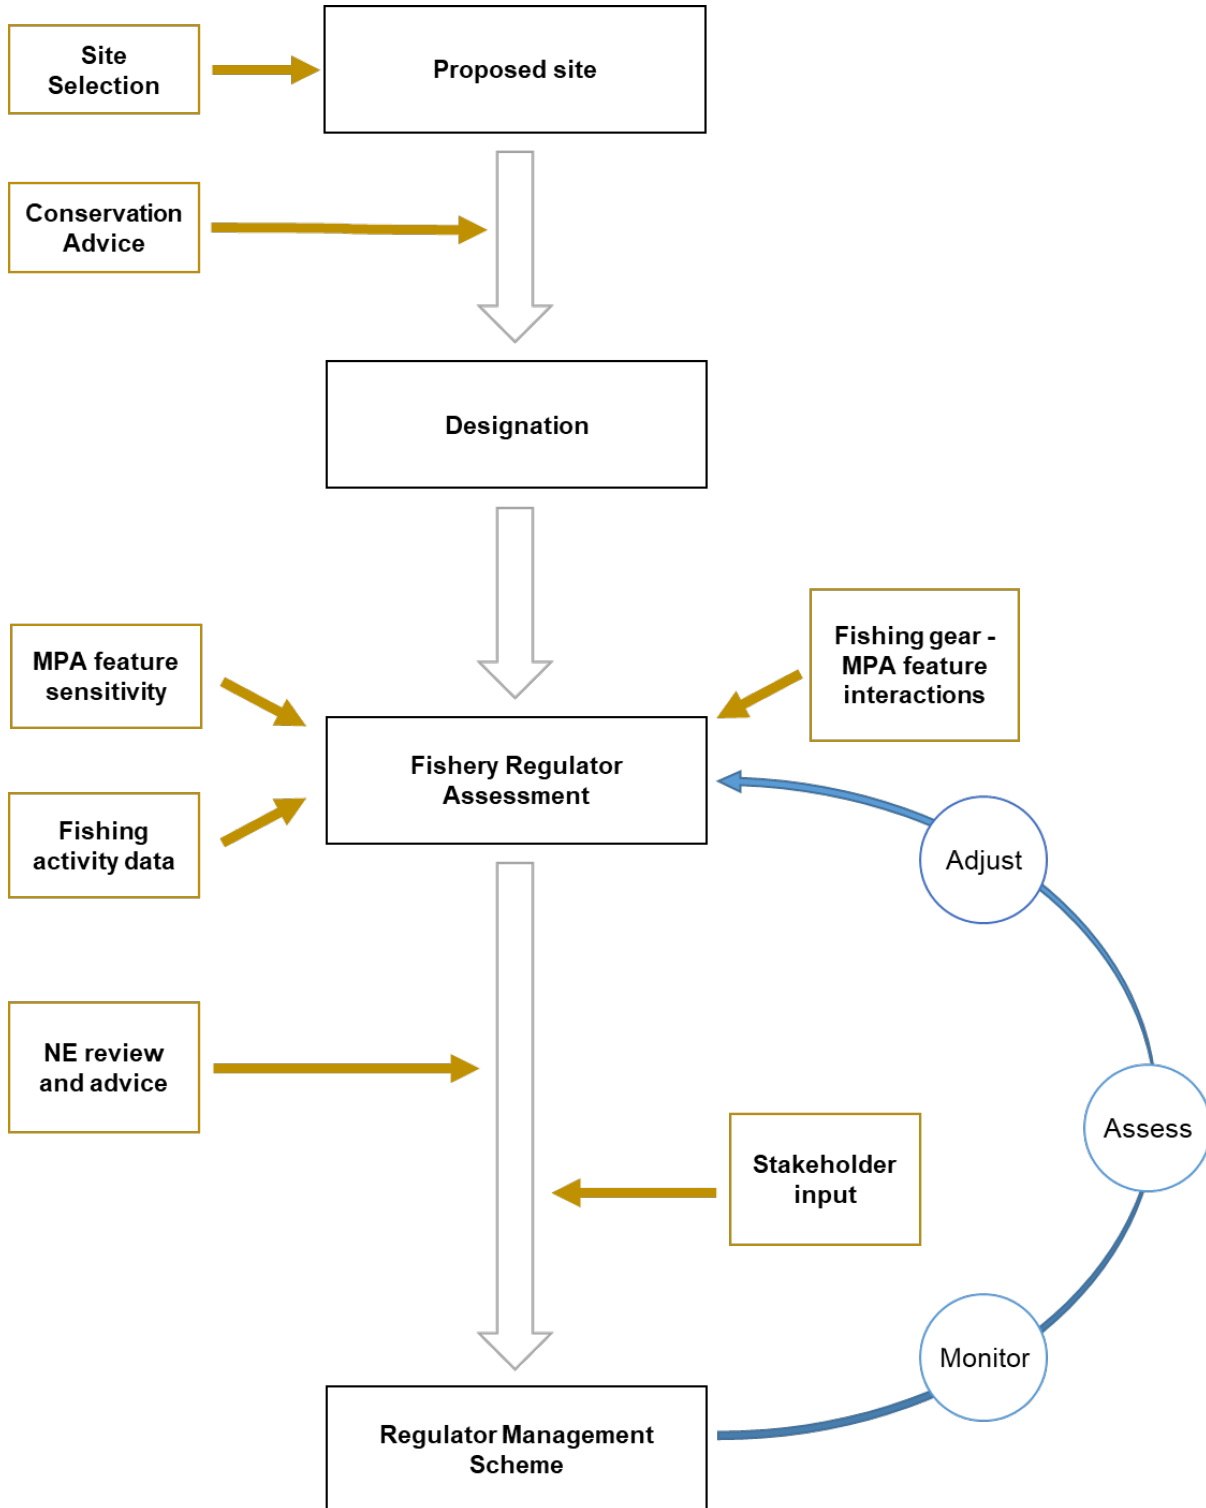 Site
Selection
Proposed site
Conservation
Advice
Designation
MPA feature
sensitivity
Fishing gear -
MPA feature
interactions
Fishery Regulator
Assessment
Fishing
activity data
Adjust
NE review
and advice
Assess
Stakeholder
input
Monitor
Regulator Management
Scheme